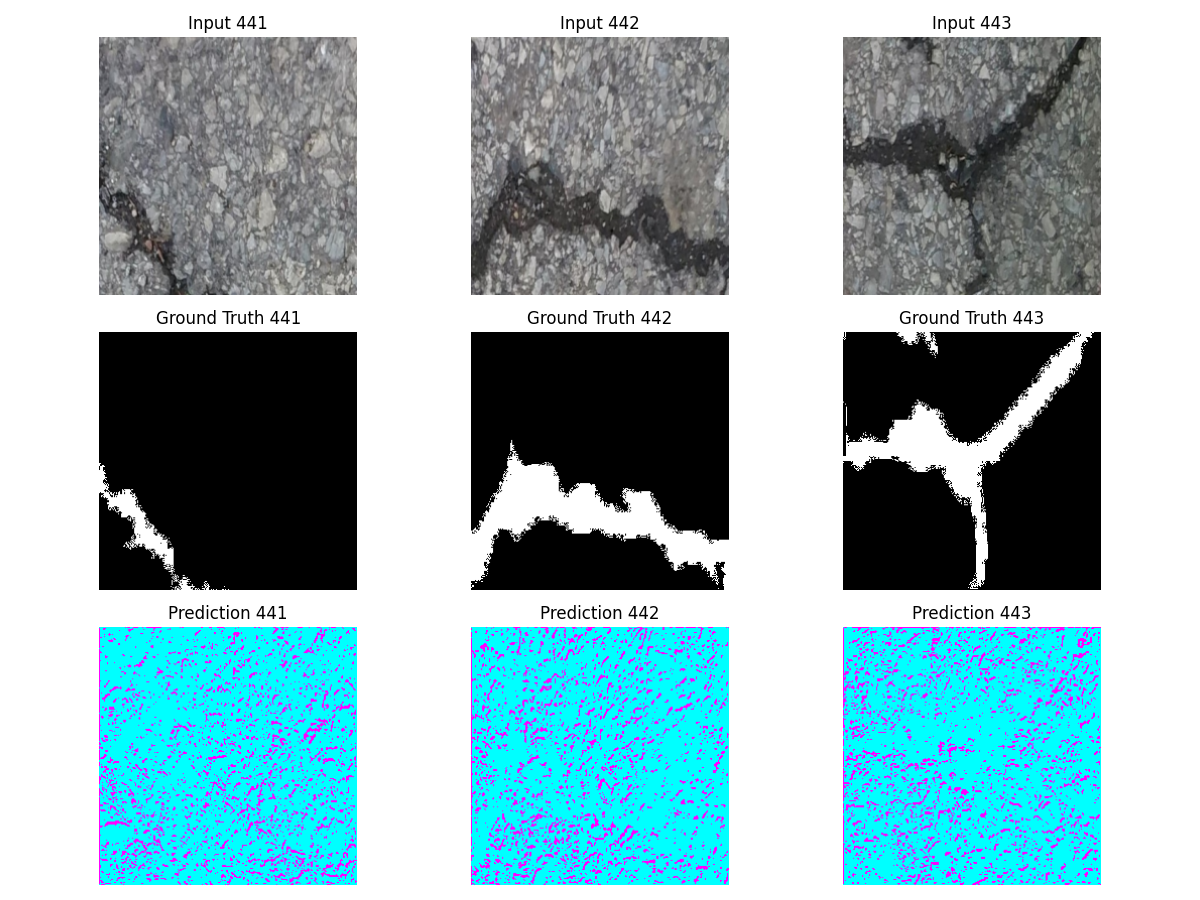 Input 441
Input 442
Input 443
Ground Truth 441
Ground Truth 442
Ground Truth 443
Prediction 441
Prediction 442
Prediction 443